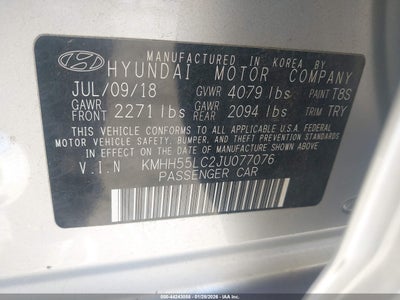 MANUFACTURED IN KOREA BY
HYUNDAI MOTOR COMPANY
JUL/09/18 GVWR 4079 lbs PAINT T8S
GAWR FRONT 2271 lbs GAWR REAR 2094 lbs TRIM TRY
THIS VEHICLE CONFORMS TO ALL APPLICABLE U.S. FEDERAL
MOTOR VEHICLE SAFETY, BUMPER, AND THEFT PREVENTION
STANDARDS IN EFFECT ON THE DATE OF MANUFACTURE
SHOWN ABOVE.
V.I.N KMHH55LC2JU077076
PASSENGER CAR